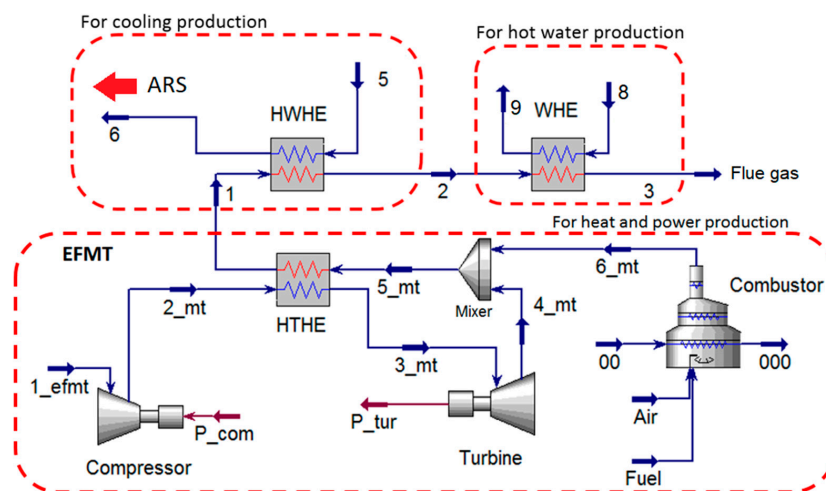 For cooling production
For hot water production
ARS
5
HWHE
6
9
WHE
8
1
2
3
Flue gas
For heat and power production
EFMT
6_mt
5_mt
Combustor
2_mt
Mixer
4_mt
HTHE
3_mt
00
000
1_efmt
P_com
P_tur
Air
Compressor
Turbine
Fuel